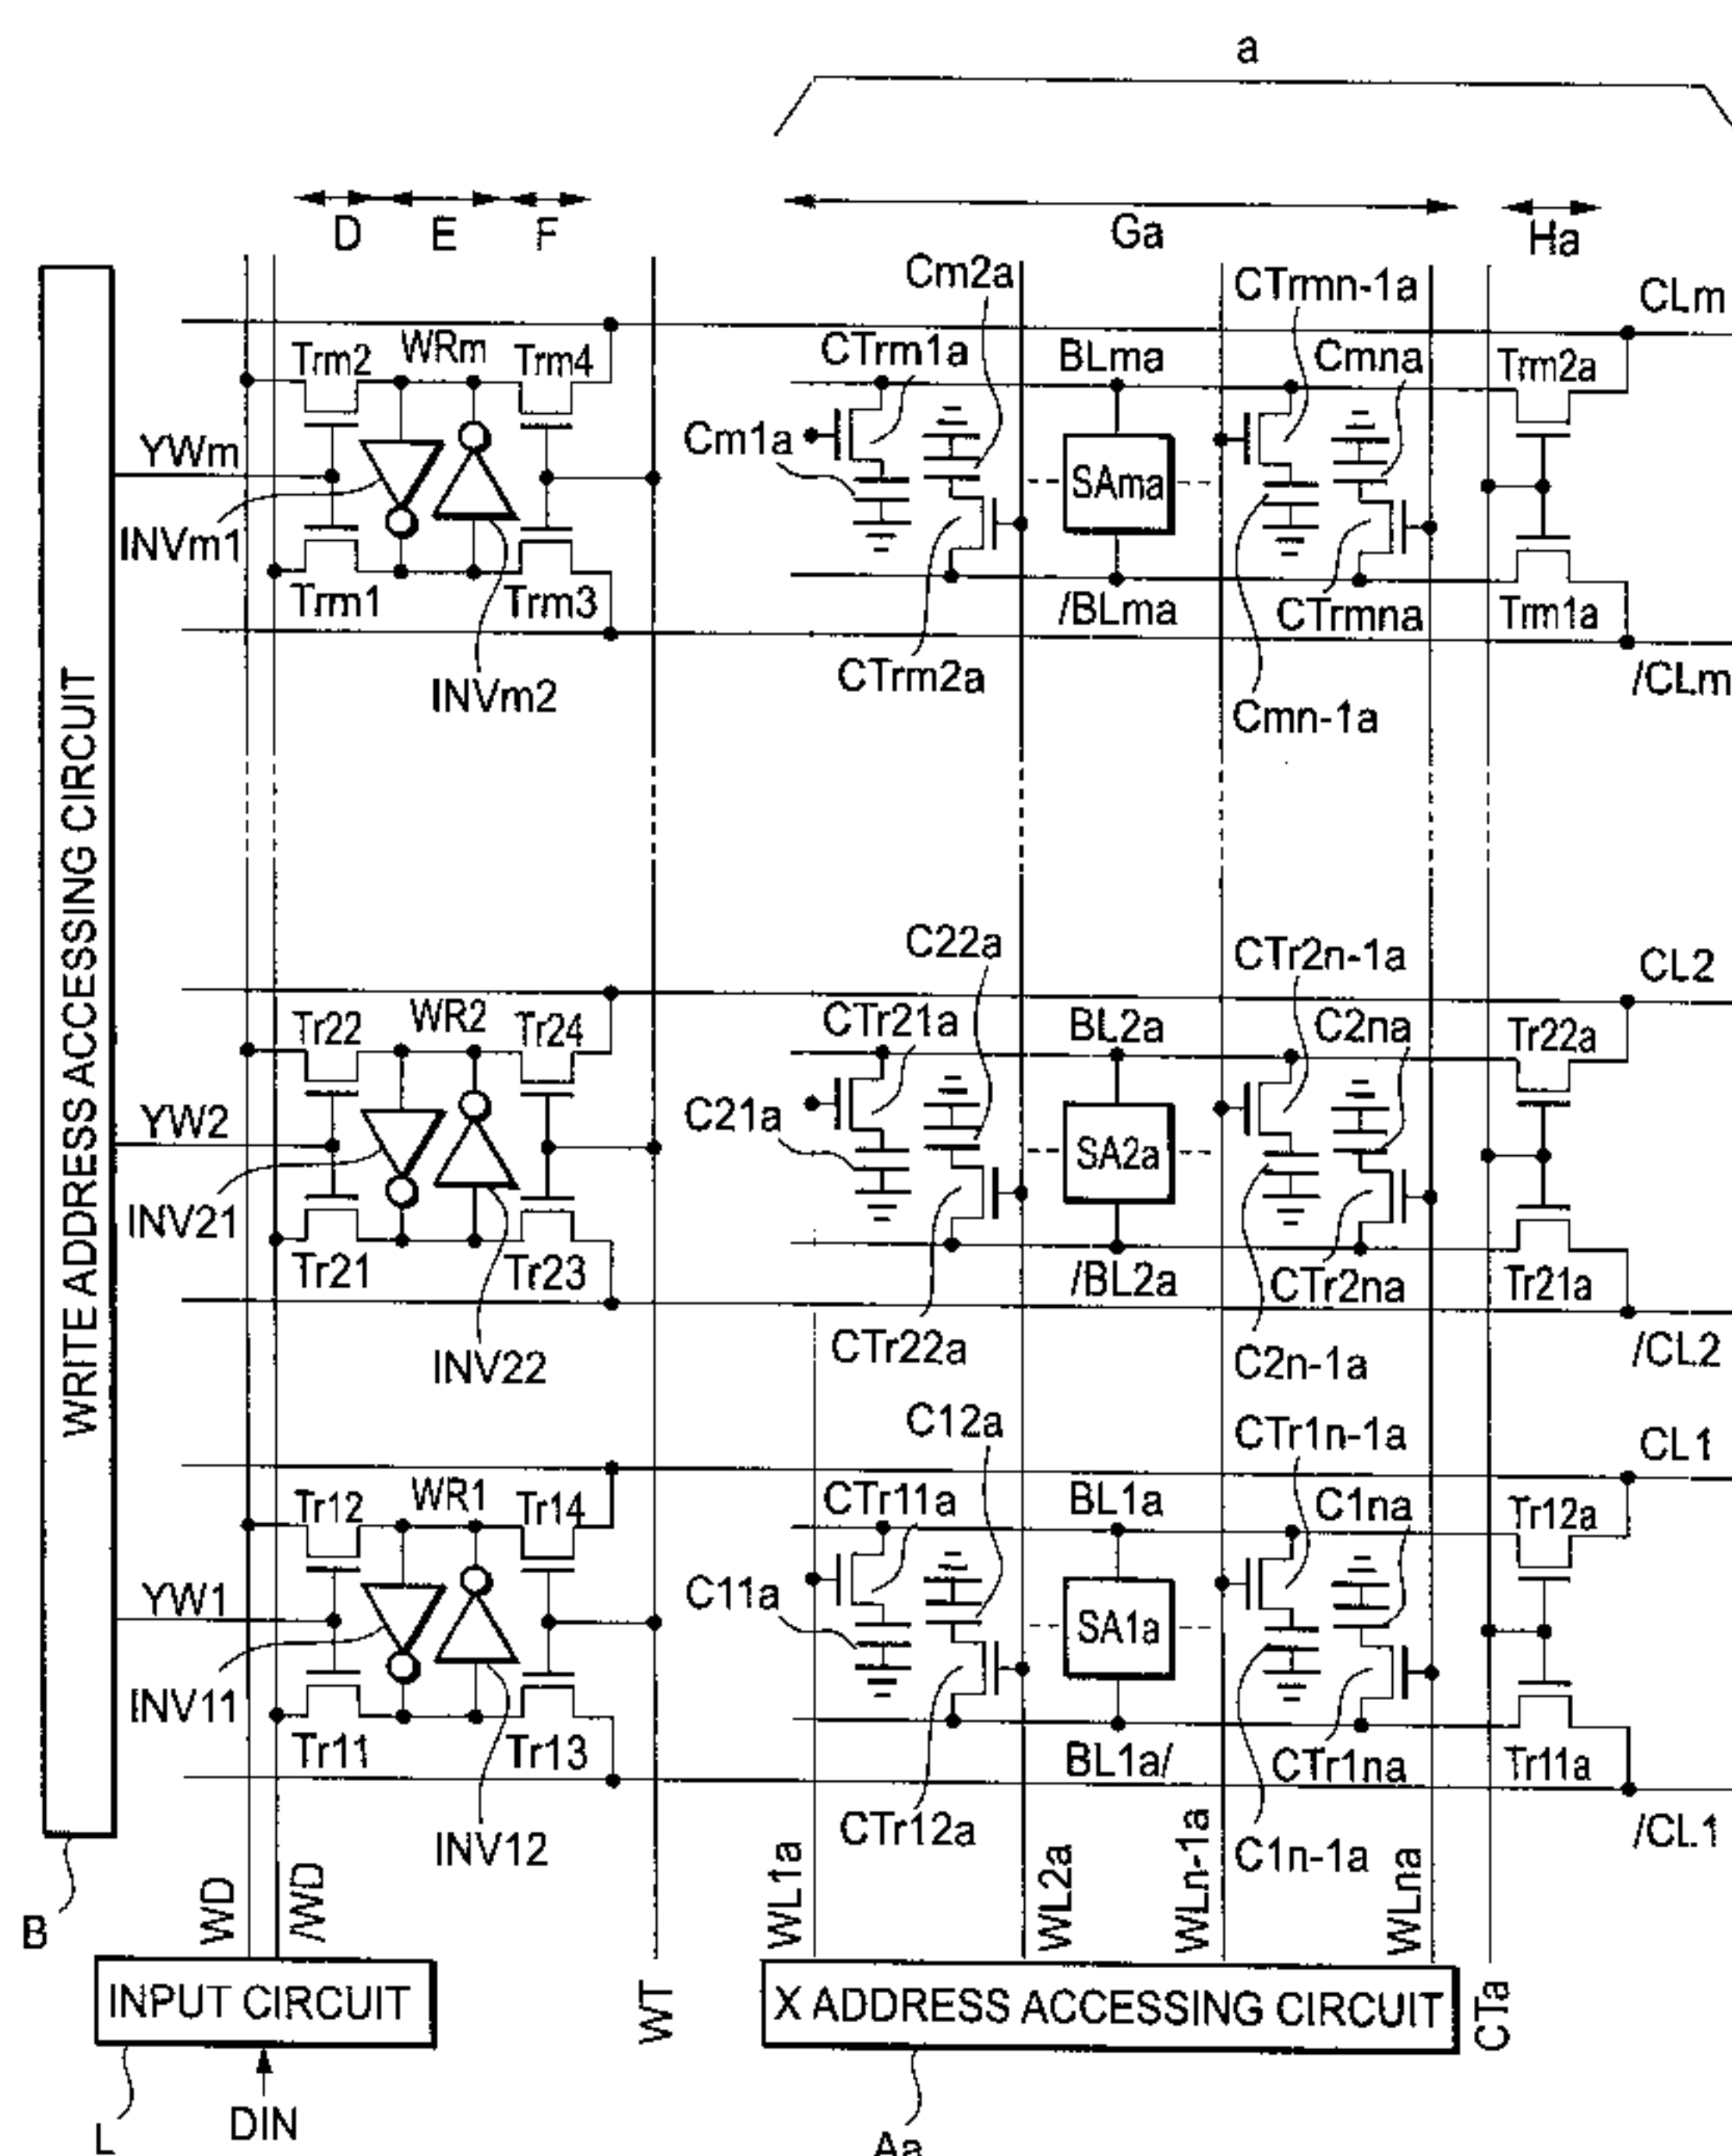 a
D E F Ga Ha
Cm2a CTrmn-1a CLm
Trm2 WRm Trm4 CTrm1a BLma Cmna Trm2a
YWm Cm1a SAma
INVm1
Trm1 Trm3 /BLma CTrmna Trm1a
INVm2 CTrm2a Cmn-1a /CLm
WRITE ADDRESS ACCESSING CIRCUIT
C22a CTr2n-1a CL2
Tr22 WR2 Tr24 CTr21a BL2a C2na Tr22a
YW2 C21a SA2a
INV21
Tr21 Tr23 /BL2a CTr2na Tr21a
INV22 CTr22a C2n-1a /CL2
C12a CTr1n-1a CL1
Tr12 WR1 Tr14 CTr11a BL1a C1na Tr12a
YW1 C11a SA1a
INV11
Tr11 Tr13 BL1a/ CTr1na Tr11a
INV12 CTr12a C1n-1a /CL1
B WD /WD WT WL1a WL2a WLn-1a WLna CTa
INPUT CIRCUIT X ADDRESS ACCESSING CIRCUIT
L DIN Aa